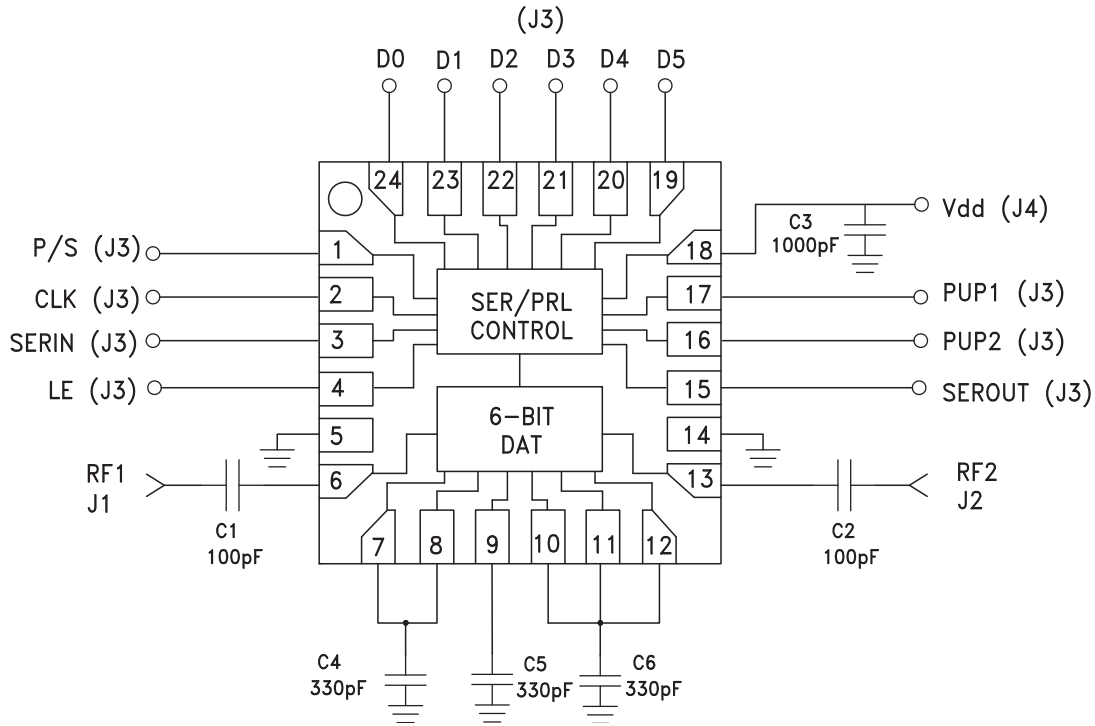 (J3)
D0 D1 D2 D3 D4 D5
24 23 22 21 20 19
P/S (J3) 1
18 C3 1000pF Vdd (J4)
CLK (J3) 2
SER/PRL CONTROL
17 PUP1 (J3)
SERIN (J3) 3
16 PUP2 (J3)
LE (J3) 4
15 SEROUT (J3)
6-BIT DAT
5
14
RF1 J1
6
13
RF2 J2
C1 100pF
7 8 9 10 11 12
C2 100pF
C4 330pF
C5 330pF
C6 330pF